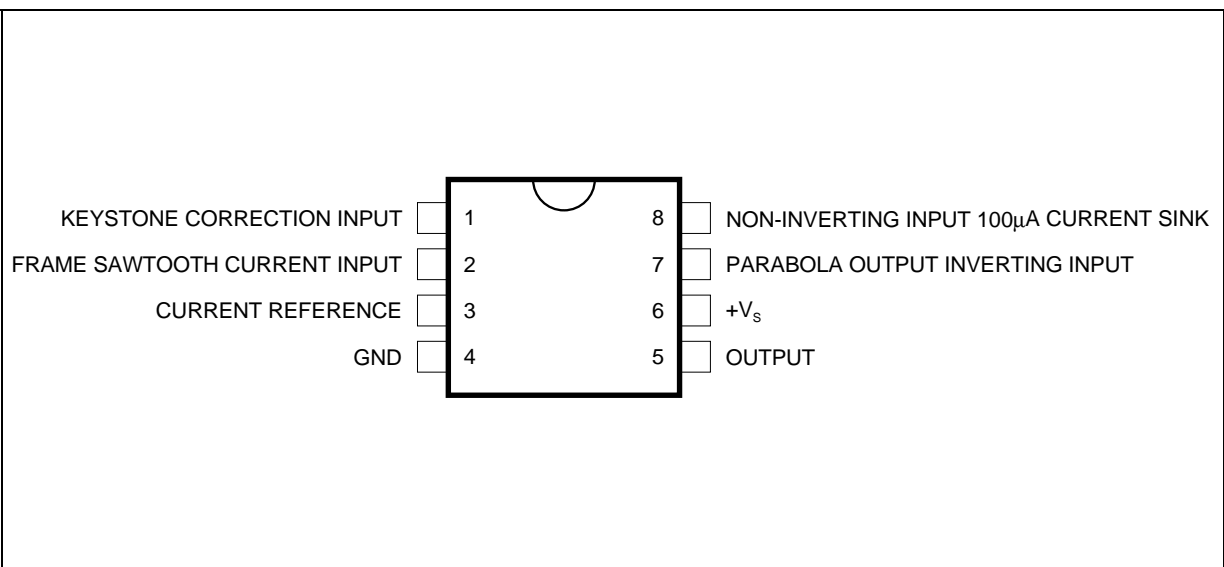 KEYSTONE CORRECTION INPUT 1 8 NON-INVERTING INPUT 100μA CURRENT SINK
FRAME SAWTOOTH CURRENT INPUT 2 7 PARABOLA OUTPUT INVERTING INPUT
CURRENT REFERENCE 3 6 +VS
GND 4 5 OUTPUT